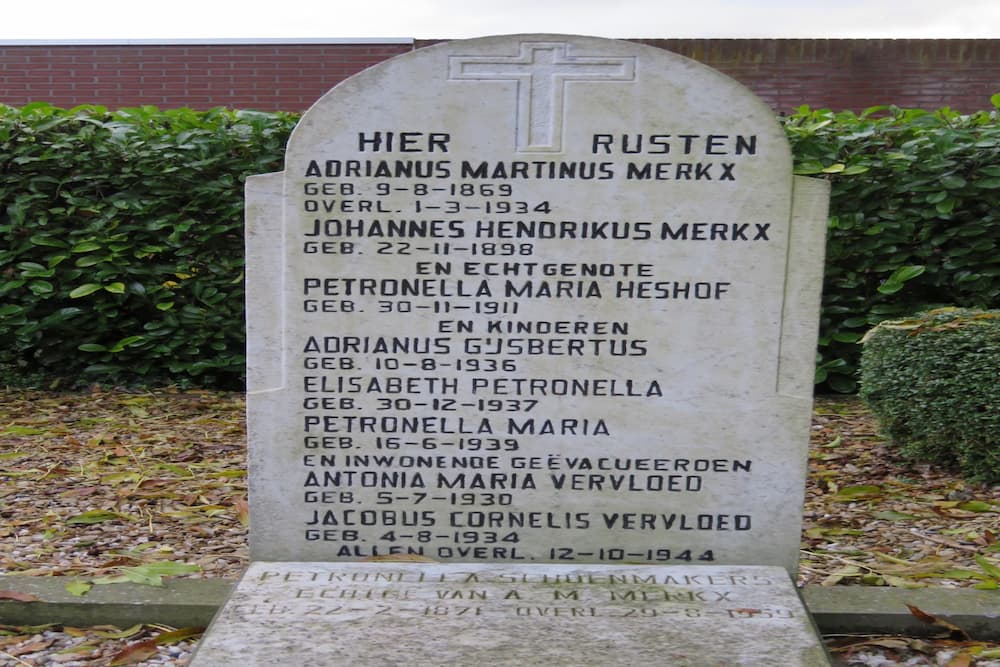 HIER RUSTEN
ADRIANUS MARTINUS MERKX
GEB. 9-8-1869
OVERL. 1-3-1934
JOHANNES HENDRIKUS MERKX
GEB. 22-11-1898
EN ECHTGENOTE
PETRONELLA MARIA HESHOF
GEB. 30-11-1911
EN KINDEREN
ADRIANUS GIJSBERTUS
GEB. 10-8-1936
ELISABETH PETRONELLA
GEB. 30-12-1937
PETRONELLA MARIA
GEB. 16-6-1939
EN INWONENDE GEËVACUEERDEN
ANTONIA MARIA VERVLOED
GEB. 5-7-1930
JACOBUS CORNELIS VERVLOED
GEB. 4-8-1934
ALLEN OVERL. 12-10-1944
PETRONELLA SCHOENMAKERS
ECHTGE VAN A M MERKX
GEB. 22-2-1871 OVERL 29-8-1959